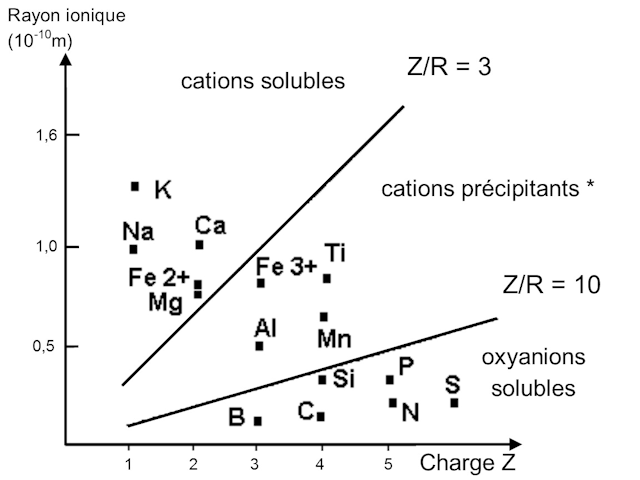 Rayon ionique
(10⁻¹⁰m)
Z/R = 3
cations solubles
1,6
cations précipitants *
K
Na
Ca
1,0
Ti
Fe 3+
Fe 2+
Z/R = 10
Mg
Al
Mn
0,5
oxyanions
solubles
P
Si
S
C
B
N
1
2
3
4
5
Charge Z